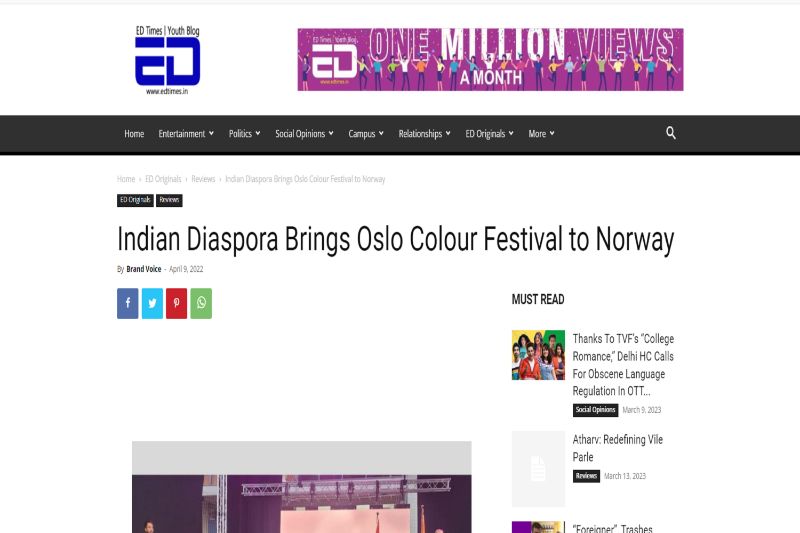 ED Times | Youth Blog
ED
www.edtimes.in
ED Times - Youth Blog
ED
www.edtimes.in
ONE MILLION VIEWS
A MONTH
Home Entertainment Politics Social Opinions Campus Relationships ED Originals More
Home › ED Originals › Reviews › Indian Diaspora Brings Oslo Colour Festival to Norway
ED Originals Reviews
Indian Diaspora Brings Oslo Colour Festival to Norway
By Brand Voice - April 9, 2022
MUST READ
Thanks To TVF's "College
Romance," Delhi HC Calls
For Obscene Language
Regulation In OTT...
Social Opinions March 9, 2023
Atharv: Redefining Vile
Parle
Reviews March 13, 2023
"Foreigner" Trashes